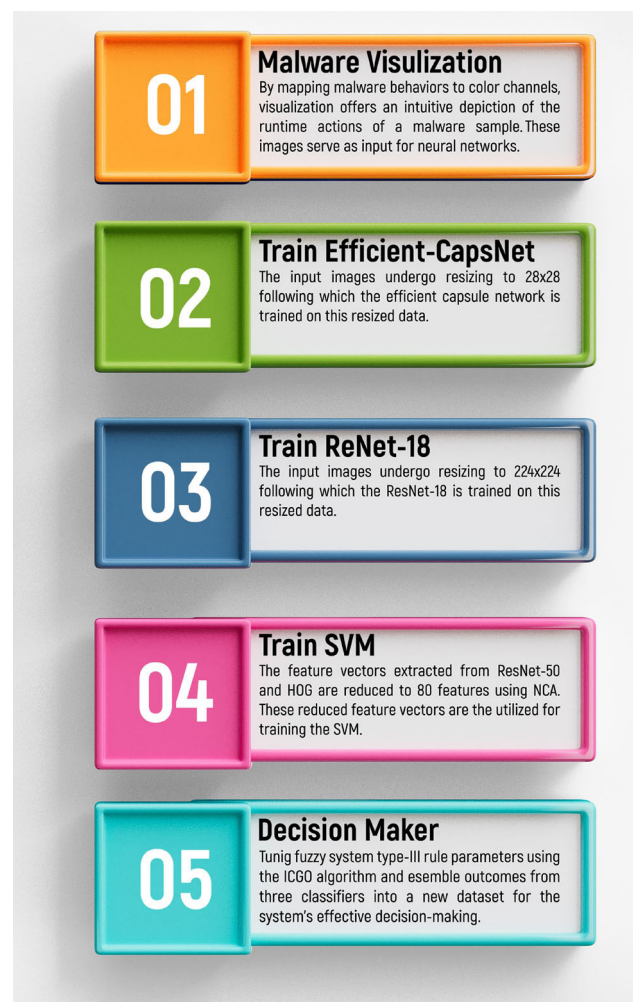 01
Malware Visulization
By mapping malware behaviors to color channels,
visualization offers an intuitive depiction of the
runtime actions of a malware sample. These
images serve as input for neural networks.
02
Train Efficient-CapsNet
The input images undergo resizing to 28x28
following which the efficient capsule network is
trained on this resized data.
03
Train ReNet-18
The input images undergo resizing to 224x224
following which the ResNet-18 is trained on this
resized data.
04
Train SVM
The feature vectors extracted from ResNet-50
and HOG are reduced to 80 features using NCA.
These reduced feature vectors are the utilized for
training the SVM.
05
Decision Maker
Tunig fuzzy system type-III rule parameters using
the ICGO algorithm and esemble outcomes from
three classifiers into a new dataset for the
system's effective decision-making.